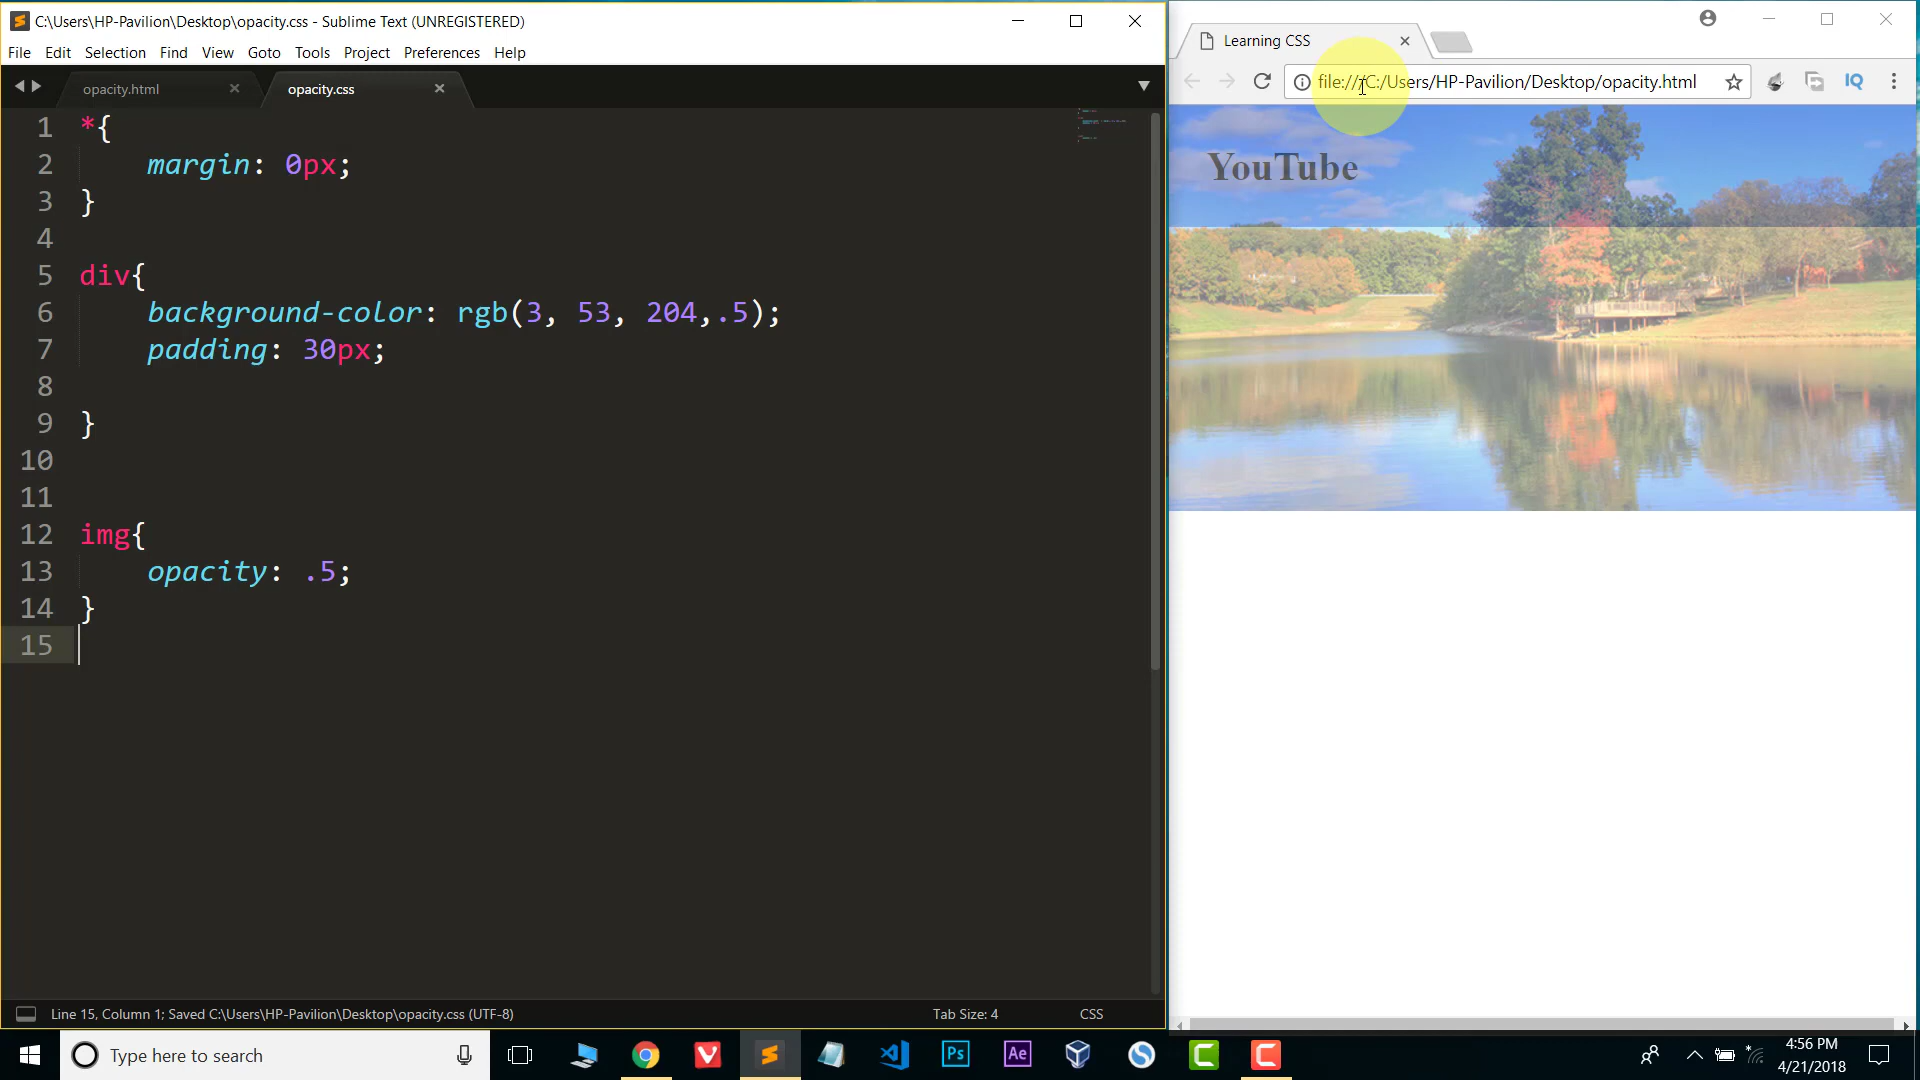 C:\Users\HP-Pavilion\Desktop\opacity.css - Sublime Text (UNREGISTERED)
File Edit Selection Find View Goto Tools Project Preferences Help
opacity.html opacity.css
1 *{
2 margin: 0px;
3 }
4
5 div{
6 background-color: rgb(3, 53, 204,.5);
7 padding: 30px;
8
9 }
10
11
12 img{
13 opacity: .5;
14 }
15
Line 15, Column 1; Saved C:\Users\HP-Pavilion\Desktop\opacity.css (UTF-8)
Tab Size: 4
CSS
Learning CSS
file:///C:/Users/HP-Pavilion/Desktop/opacity.html
IQ
YouTube
Type here to search
Ps
Ae
4:56 PM
4/21/2018